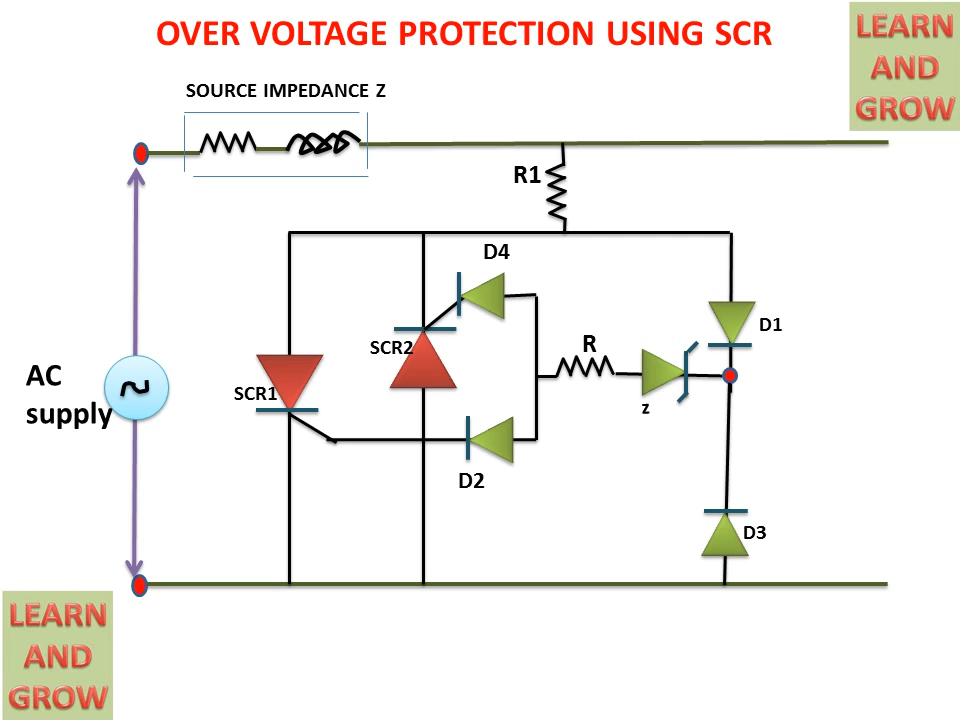 OVER VOLTAGE PROTECTION USING SCR
LEARN
AND
GROW
SOURCE IMPEDANCE Z
R1
D4
D1
R
SCR2
AC
supply
SCR1
z
D2
D3
LEARN
AND
GROW